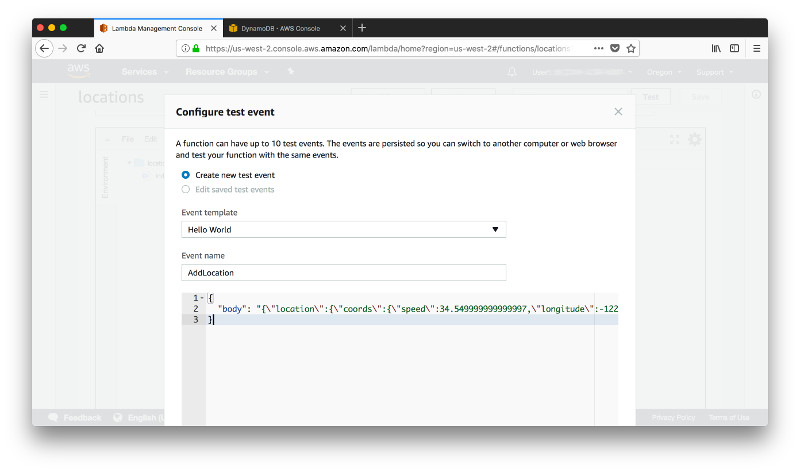 Lambda Management Console
DynamoDB - AWS Console
https://us-west-2.console.aws.amazon.com/lambda/home?region=us-west-2#/functions/locations
aws
Services
Resource Groups
Oregon
Support
locations
Test
Save
File Edit
Environment
Configure test event
A function can have up to 10 test events. The events are persisted so you can switch to another computer or web browser
and test your function with the same events.
Create new test event
Edit saved test events
Event template
Hello World
Event name
AddLocation
1 {
2 "body": "{\"location\":{\"coords\":{\"speed\":34.549999999999997,\"longitude\":-122
3 }
Feedback
English (
Privacy Policy
Terms of Use